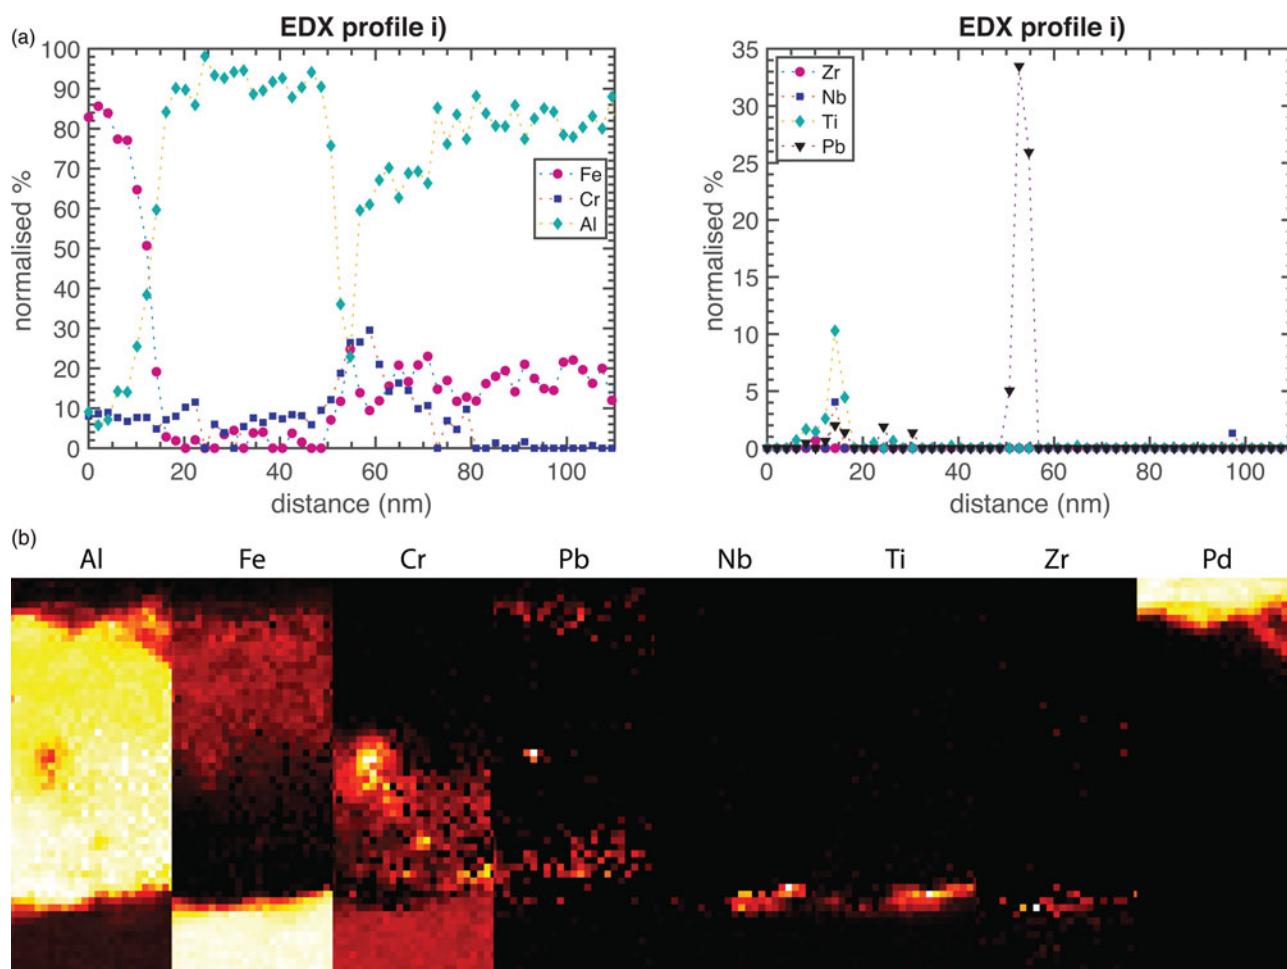 (a)
EDX profile i)
100
90
80
70
60
50
40
30
20
10
0
normalised %
Fe
Cr
Al
0 20 40 60 80 100
distance (nm)
EDX profile i)
35
30
25
20
15
10
5
0
normalised %
Zr
Nb
Ti
Pb
0 20 40 60 80 100
distance (nm)
(b)
Al Fe Cr Pb Nb Ti Zr Pd